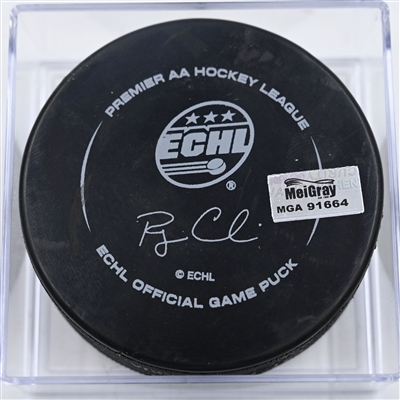 PREMIER AA HOCKEY LEAGUE
ECHL
®
MeiGray
MGA 91664
© ECHL
ECHL OFFICIAL GAME PUCK